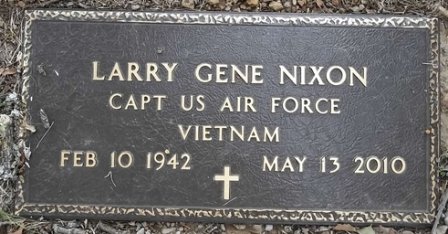 LARRY GENE NIXON
CAPT US AIR FORCE
VIETNAM
FEB 10 1942 MAY 13 2010